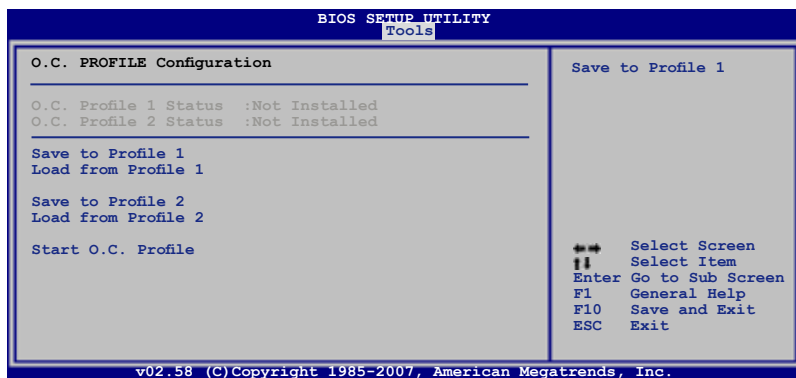 BIOS SETUP UTILITY
Tools
O.C. PROFILE Configuration
O.C. Profile 1 Status :Not Installed
O.C. Profile 2 Status :Not Installed
Save to Profile 1
Load from Profile 1
Save to Profile 2
Load from Profile 2
Start O.C. Profile
Save to Profile 1
Select Screen
Select Item
Enter Go to Sub Screen
F1 General Help
F10 Save and Exit
ESC Exit
v02.58 (C)Copyright 1985-2007, American Megatrends, Inc.